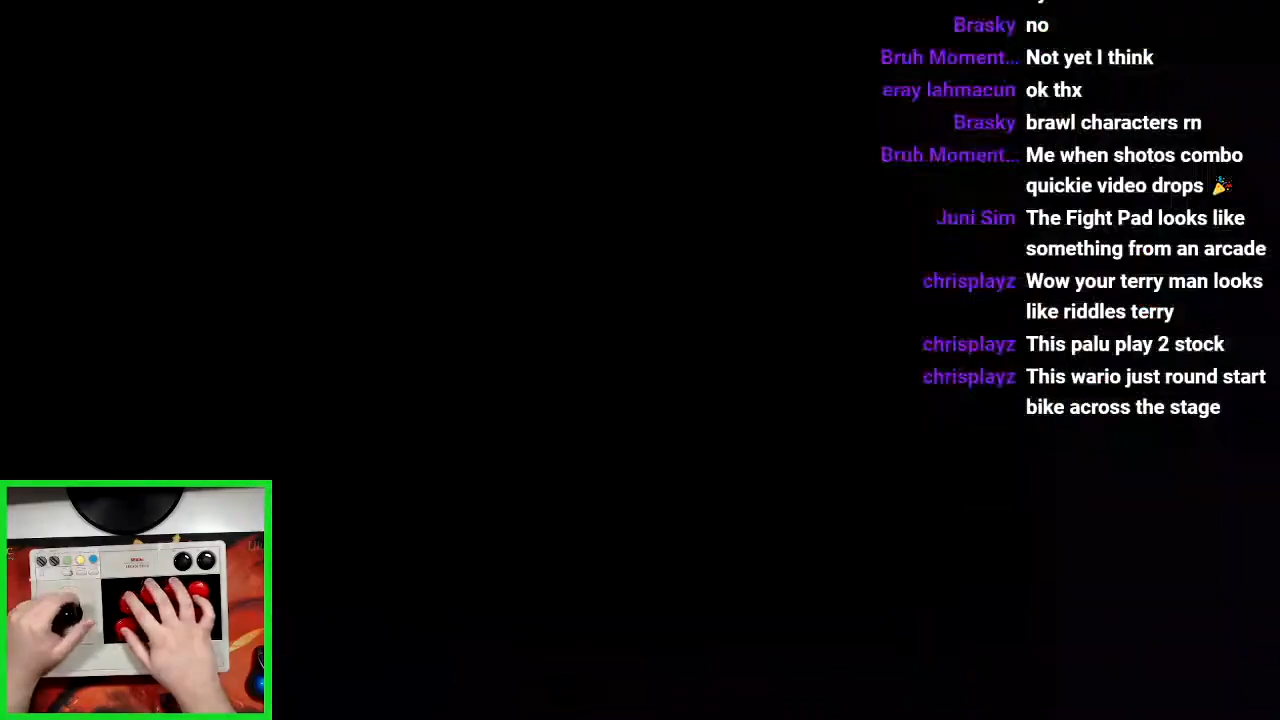 Brasky no
Bruh Moment... Not yet I think
eray lahmacun ok thx
Brasky brawl characters rn
Bruh Moment... Me when shotos combo
quickie video drops 🎉
Juni Sim The Fight Pad looks like
something from an arcade
chrisplayz Wow your terry man looks
like riddles terry
chrisplayz This palu play 2 stock
chrisplayz This wario just round start
bike across the stage